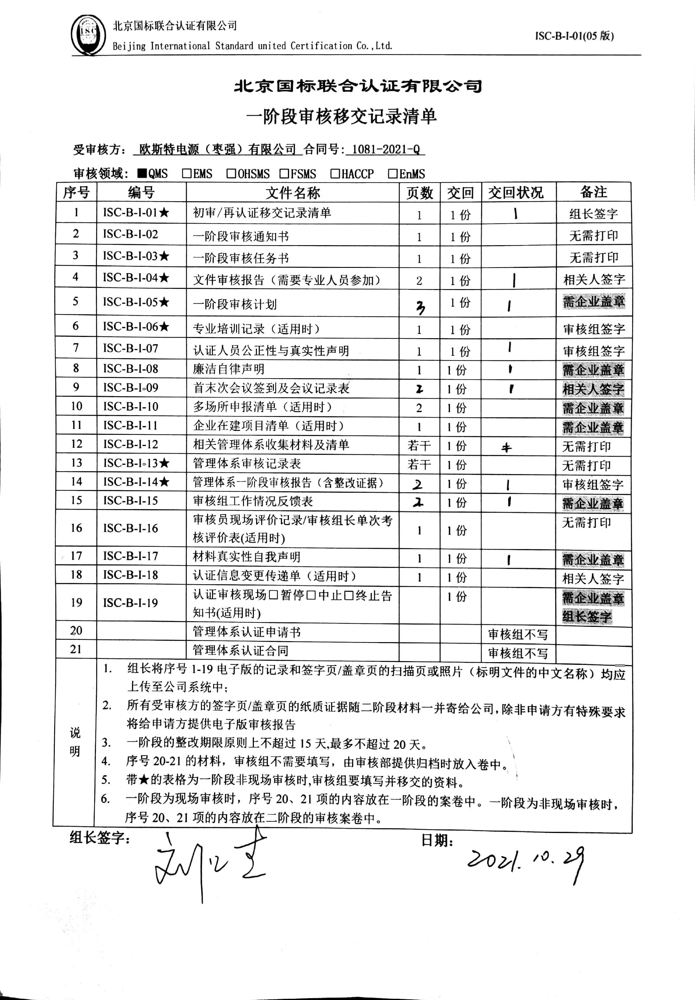 ISC
北京国标联合认证有限公司
Beijing International Standard united Certification Co.,Ltd.
ISC-B-I-01(05 版)
北京国标联合认证有限公司
一阶段审核移交记录清单
受审核方： 欧斯特电源（枣强）有限公司 合同号: 1081-2021-Q
审核领域: ■QMS □EMS □OHSMS □FSMS □HACCP □EnMS
序号 编号 文件名称 页数 交回 交回状况 备注
1 ISC-B-I-01★ 初审/再认证移交记录清单 1 1 份 1 组长签字
2 ISC-B-I-02 一阶段审核通知书 1 1 份 无需打印
3 ISC-B-I-03★ 一阶段审核任务书 1 1 份 无需打印
4 ISC-B-I-04★ 文件审核报告（需要专业人员参加） 2 1 份 1 相关人签字
5 ISC-B-I-05★ 一阶段审核计划 3 1 份 1 需企业盖章
6 ISC-B-I-06★ 专业培训记录（适用时） 1 1 份 审核组签字
7 ISC-B-I-07 认证人员公正性与真实性声明 1 1 份 1 审核组签字
8 ISC-B-I-08 廉洁自律声明 1 1 份 1 需企业盖章
9 ISC-B-I-09 首末次会议签到及会议记录表 2 1 份 1 相关人签字
10 ISC-B-I-10 多场所申报清单（适用时） 2 1 份 需企业盖章
11 ISC-B-I-11 企业在建项目清单（适用时） 1 1 份 需企业盖章
12 ISC-B-I-12 相关管理体系收集材料及清单 若干 1 份 无需打印
13 ISC-B-I-13★ 管理体系审核记录表 若干 1 份 无需打印
14 ISC-B-I-14★ 管理体系一阶段审核报告（含整改证据） 2 1 份 1 审核组签字
15 ISC-B-I-15 审核组工作情况反馈表 2 1 份 1 需企业盖章
16 ISC-B-I-16 审核员现场评价记录/审核组长单次考 1 1 份 无需打印
核评价表(适用时)
17 ISC-B-I-17 材料真实性自我声明 1 1 份 1 需企业盖章
18 ISC-B-I-18 认证信息变更传递单（适用时） 1 1 份 相关人签字
19 ISC-B-I-19 认证审核现场□暂停□中止□终止告 1 份 需企业盖章
知书(适用时) 组长签字
20 管理体系认证申请书 审核组不写
21 管理体系认证合同 审核组不写
说明
1. 组长将序号 1-19 电子版的记录和签字页/盖章页的扫描页或照片（标明文件的中文名称）均应
上传至公司系统中；
2. 所有受审核方的签字页/盖章页的纸质证据随二阶段材料一并寄给公司,除非申请方有特殊要求
将给申请方提供电子版审核报告
3. 一阶段的整改期限原则上不超过 15 天,最多不超过 20 天。
4. 序号 20-21 的材料，审核组不需要填写，由审核部提供归档时放入卷中。
5. 带★的表格为一阶段非现场审核时,审核组要填写并移交的资料。
6. 一阶段为现场审核时，序号 20、21 项的内容放在一阶段的案卷中。一阶段为非现场审核时，
序号 20、21 项的内容放在二阶段的审核案卷中。
组长签字： 日期：
2021.10.29